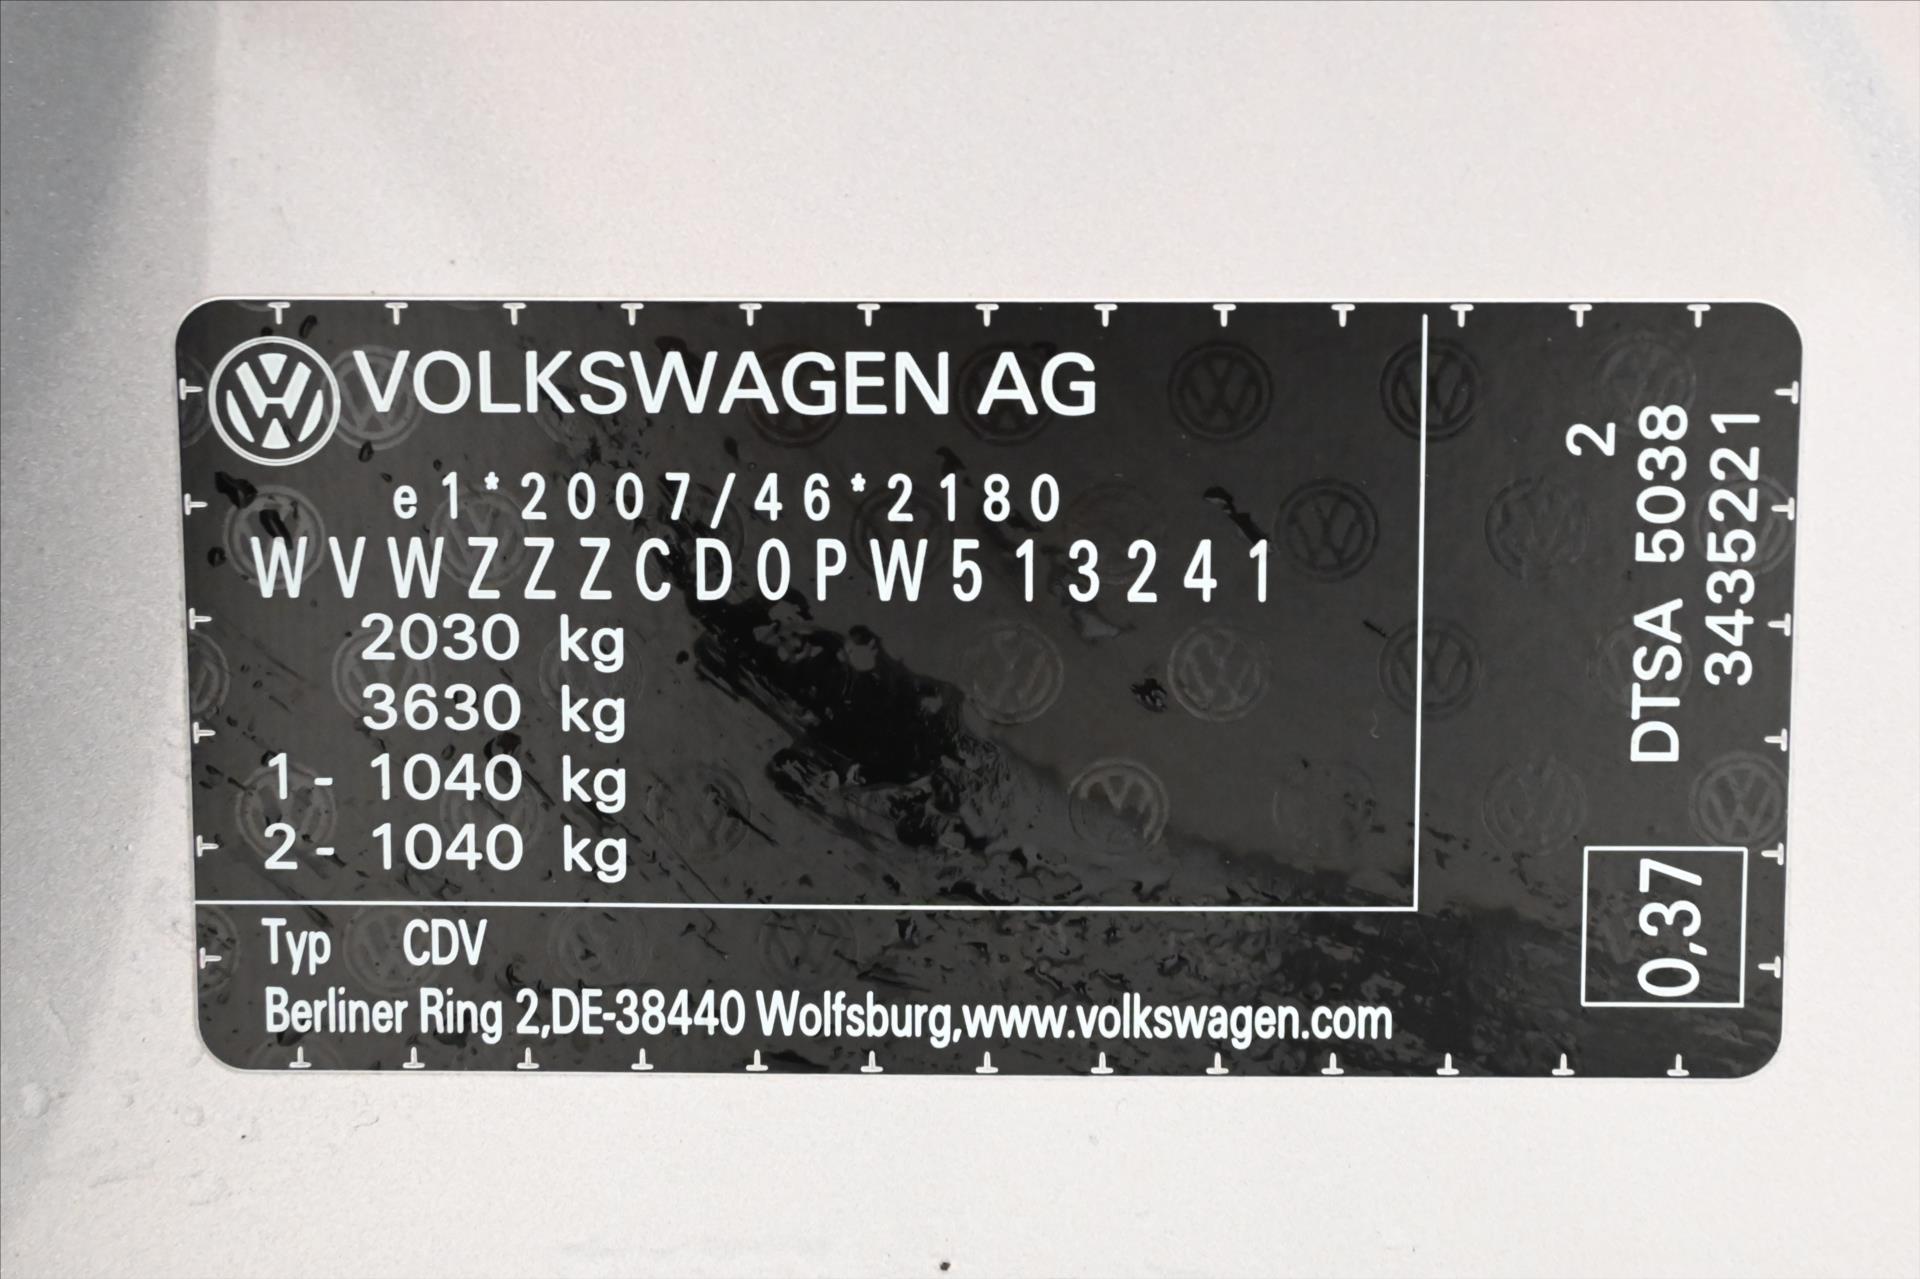 VOLKSWAGEN AG
e1*2007/46*2180
WVWZZZCD0PW513241
2030 kg
3630 kg
1- 1040 kg
2- 1040 kg
Typ CDV
Berliner Ring 2,DE-38440 Wolfsburg,www.volkswagen.com
2
DTSA 5038
3435221
0,37